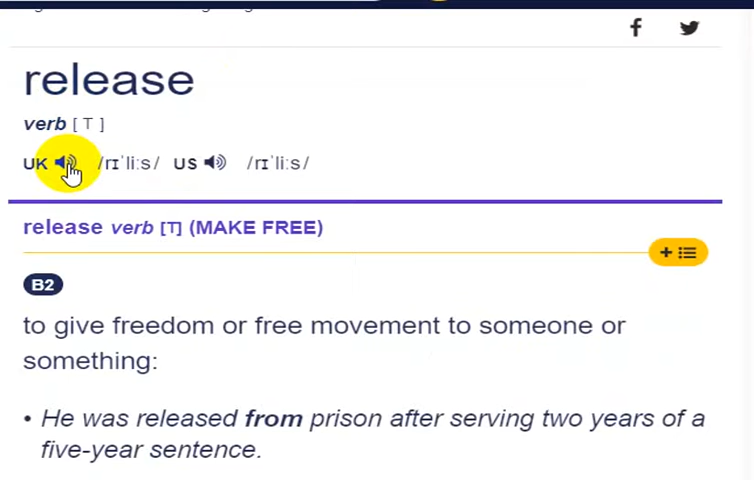 release
verb [ T ]
UK /rɪˈliːs/ US /rɪˈliːs/
release verb [T] (MAKE FREE)
+
B2
to give freedom or free movement to someone or
something:
• He was released from prison after serving two years of a
five-year sentence.